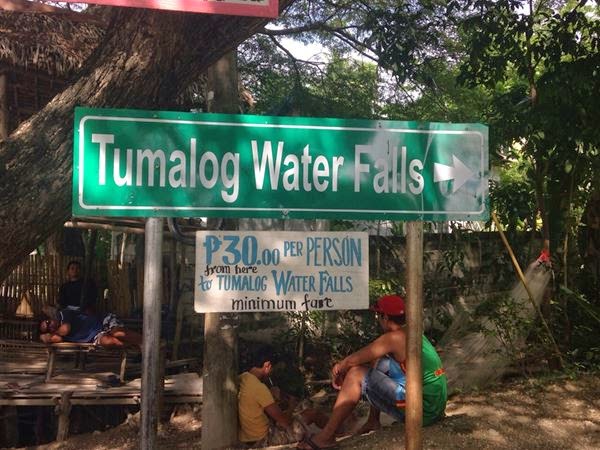 Tumalog Water Falls
₱30.00 PER PERSON
from here
to TUMALOG WATER FALLS
minimum fare